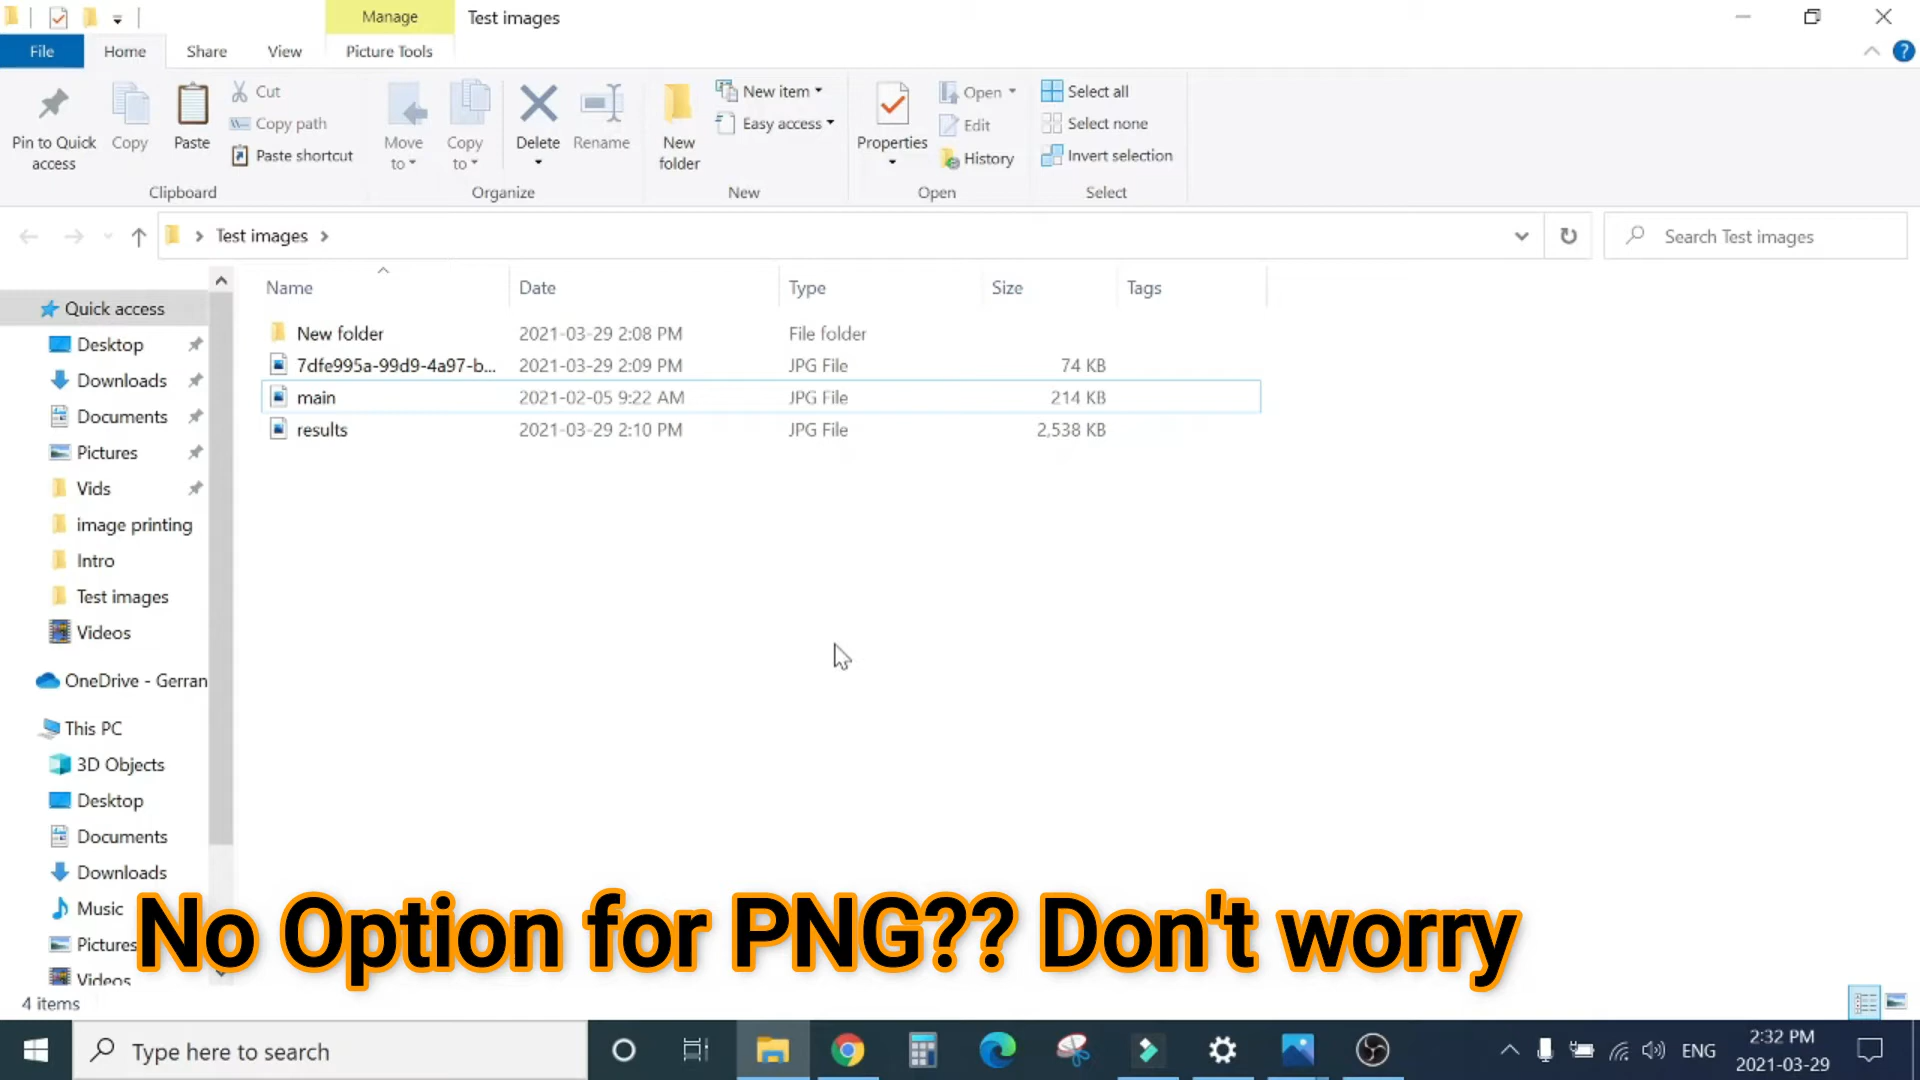 Manage
Test images
File
Home
Share
View
Picture Tools
Pin to Quick access
Copy
Paste
Cut
Copy path
Paste shortcut
Clipboard
Move to
Copy to
Delete
Rename
Organize
New folder
New item
Easy access
New
Properties
Open
Edit
History
Open
Select all
Select none
Invert selection
Select
Test images
Search Test images
Name
Date
Type
Size
Tags
New folder 2021-03-29 2:08 PM File folder
7dfe995a-99d9-4a97-b... 2021-03-29 2:09 PM JPG File 74 KB
main 2021-02-05 9:22 AM JPG File 214 KB
results 2021-03-29 2:10 PM JPG File 2,538 KB
Quick access
Desktop
Downloads
Documents
Pictures
Vids
image printing
Intro
Test images
Videos
OneDrive - Gerran
This PC
3D Objects
Desktop
Documents
Downloads
Music
Pictures
Videos
No Option for PNG?? Don't worry
4 items
Type here to search
ENG
2:32 PM
2021-03-29